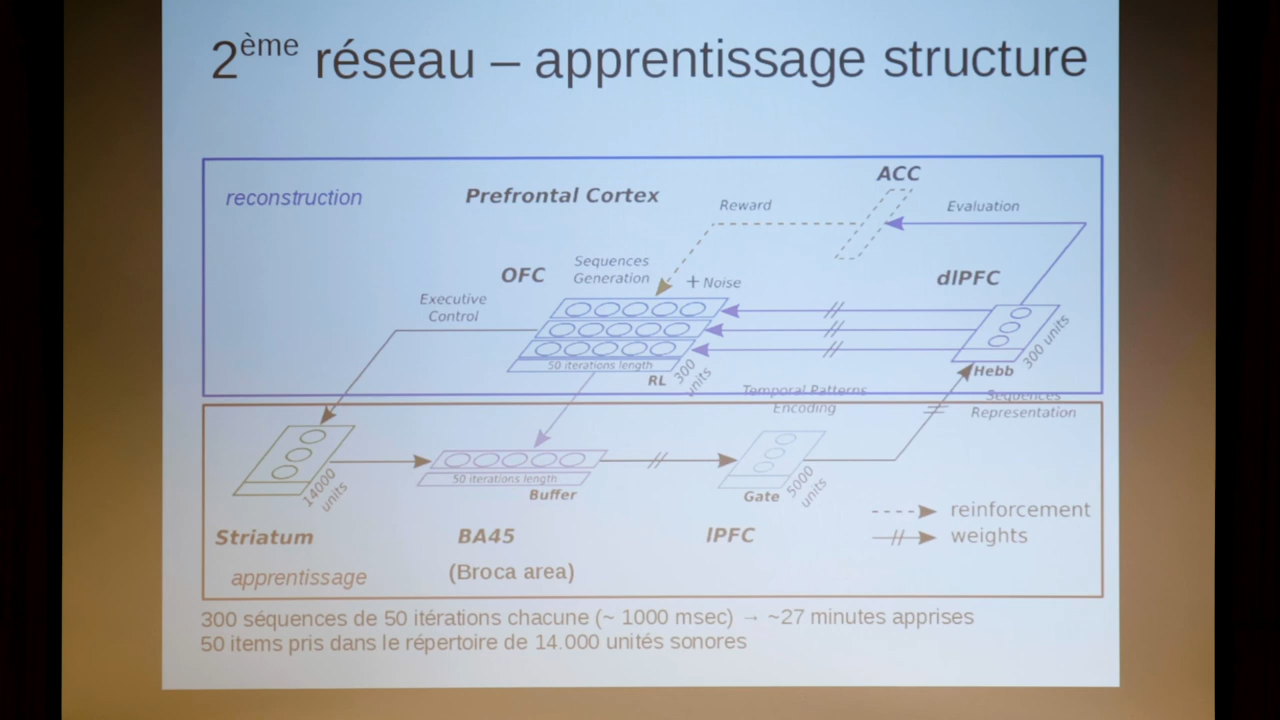 2ème réseau – apprentissage structure
reconstruction
Prefrontal Cortex
ACC
Reward
Evaluation
OFC
Sequences
Generation
+ Noise
dlPFC
Executive
Control
50 iterations length
RL
300
units
300 units
Hebb
Temporal Patterns
Encoding
Sequences
Representation
14000
units
50 iterations length
Buffer
Gate
5000
units
reinforcement
weights
Striatum
BA45
lPFC
apprentissage
(Broca area)
300 séquences de 50 itérations chacune (~ 1000 msec) → ~27 minutes apprises
50 items pris dans le répertoire de 14.000 unités sonores